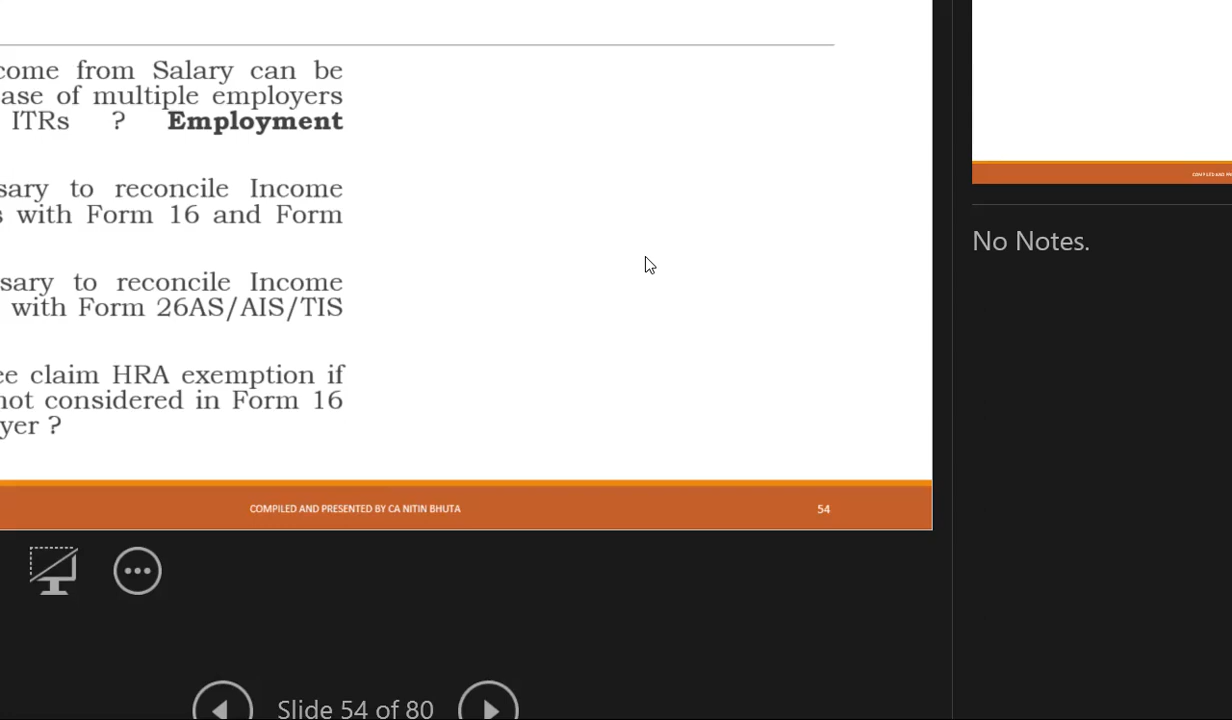 come from Salary can be
ase of multiple employers
ITRs ? Employment
sary to reconcile Income
s with Form 16 and Form
sary to reconcile Income
with Form 26AS/AIS/TIS
ee claim HRA exemption if
not considered in Form 16
yer ?
COMPILED AND PRESENTED BY CA NITIN BHUTA
54
No Notes.
Slide 54 of 80